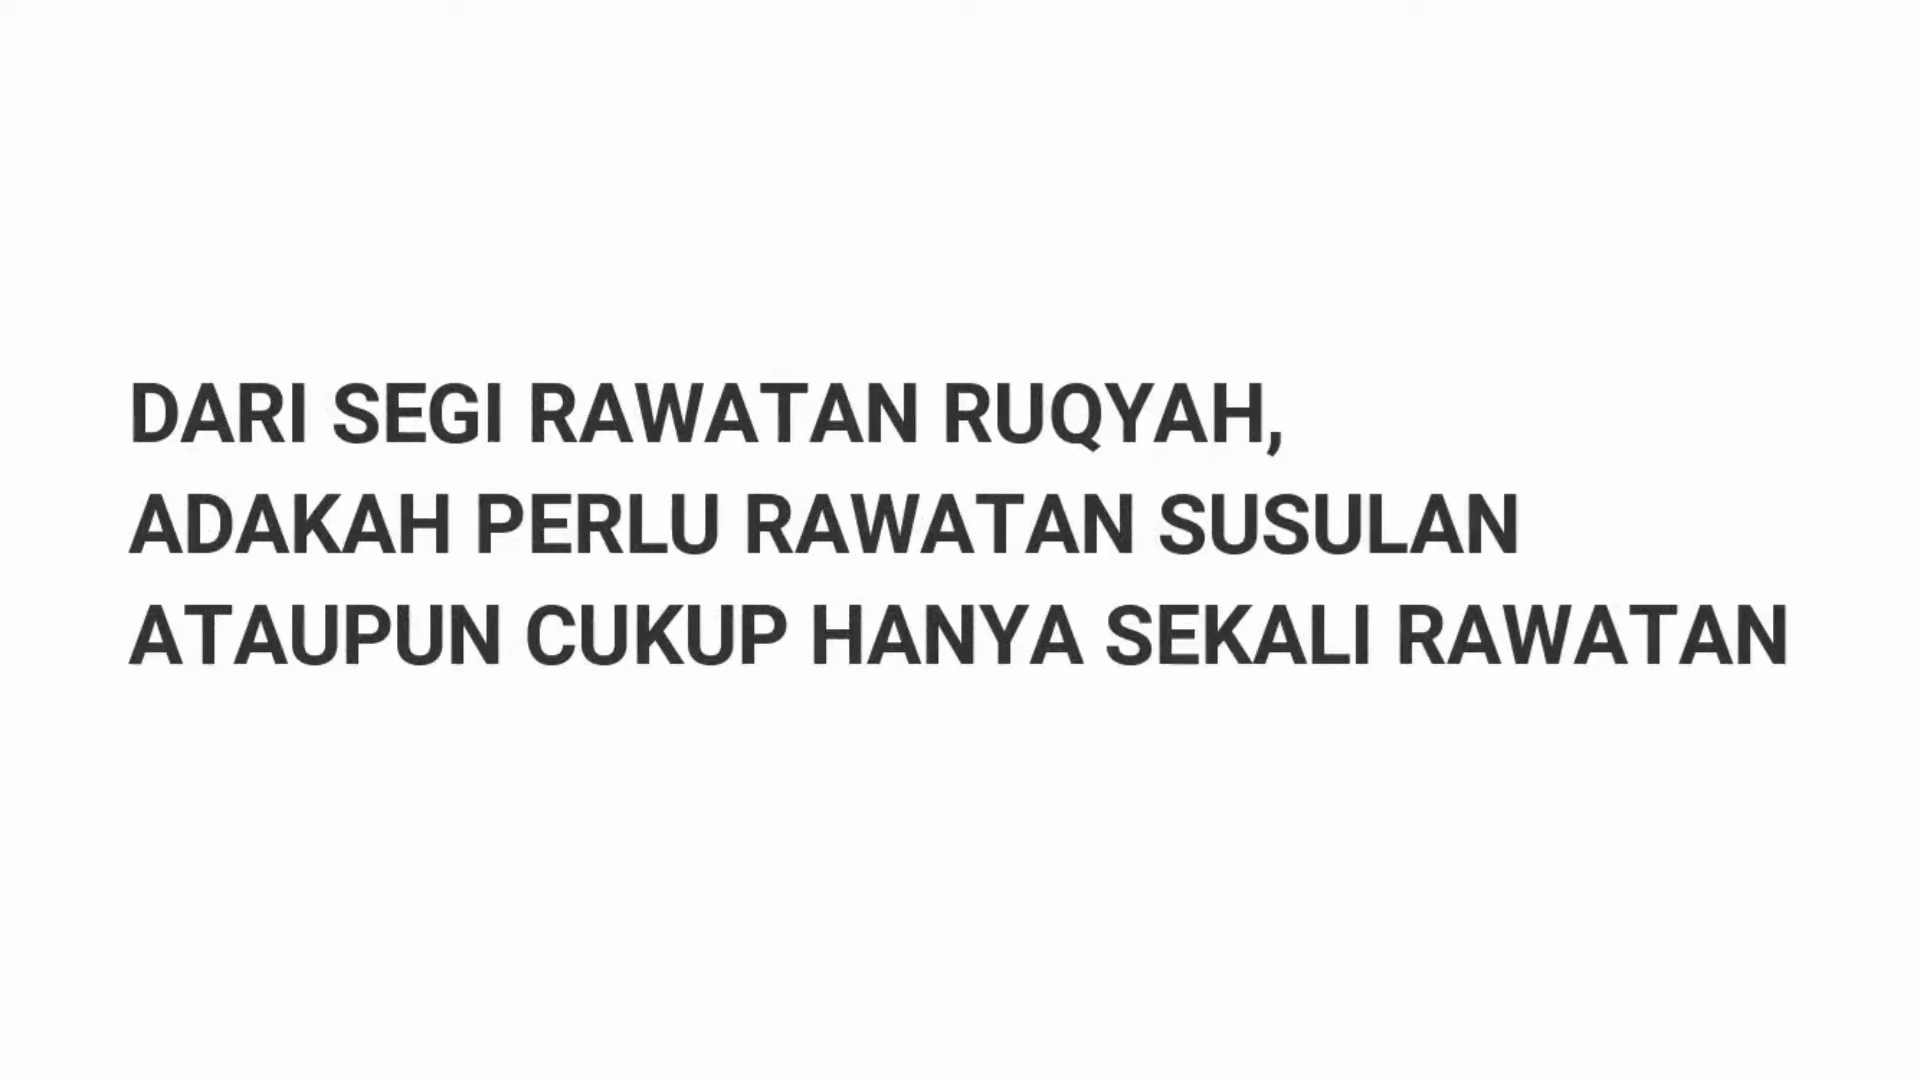 DARI SEGI RAWATAN RUQYAH,
ADAKAH PERLU RAWATAN SUSULAN
ATAUPUN CUKUP HANYA SEKALI RAWATAN